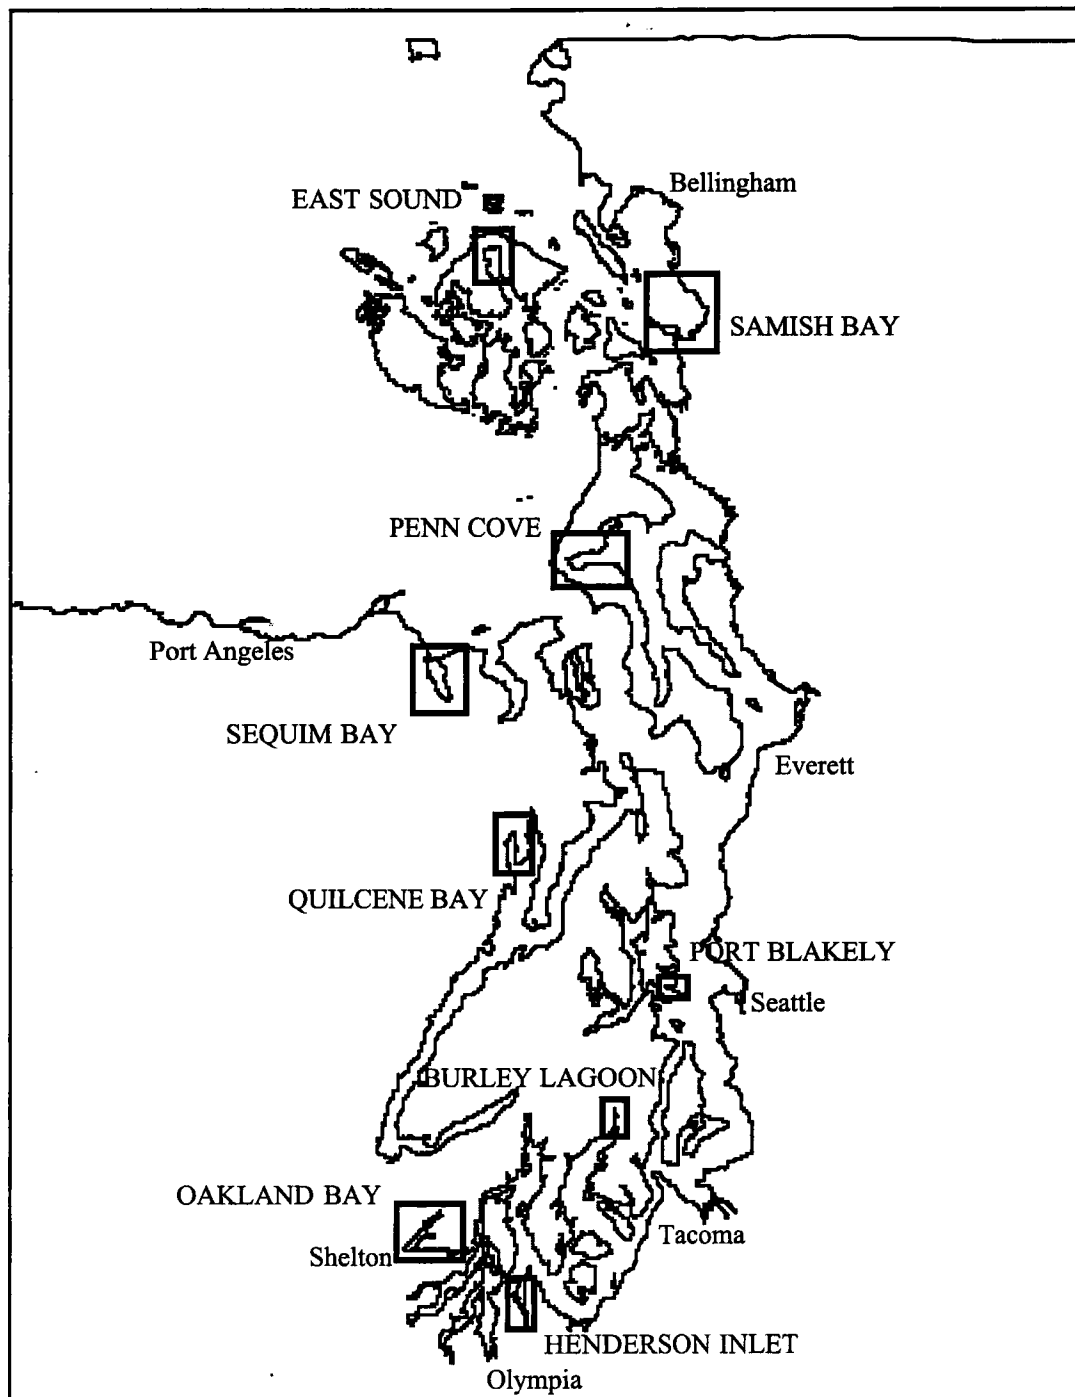 Bellingham
EAST SOUND
SAMISH BAY
PENN COVE
Port Angeles
SEQUIM BAY
Everett
QUILCENE BAY
PORT BLAKELY
Seattle
BURLEY LAGOON
OAKLAND BAY
Tacoma
Shelton
HENDERSON INLET
Olympia